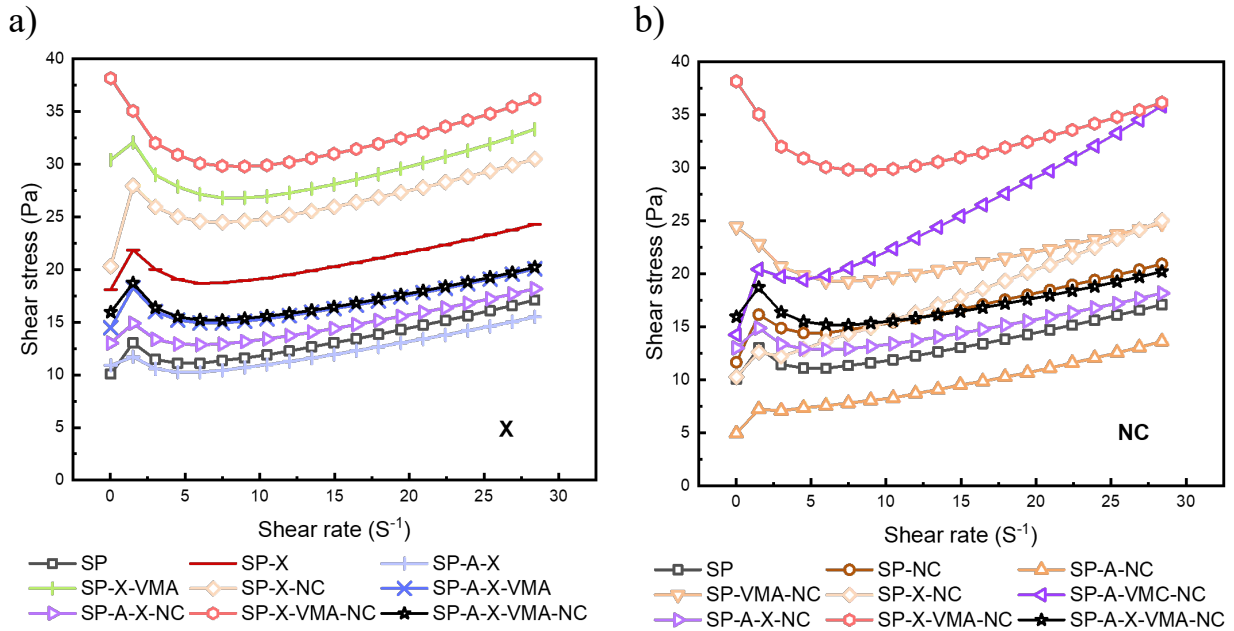 a)
40
35
30
25
20
15
10
5
0
Shear stress (Pa)
X
0 5 10 15 20 25 30
Shear rate (S⁻¹)
SP SP-X SP-A-X
SP-X-VMA SP-X-NC SP-A-X-VMA
SP-A-X-NC SP-X-VMA-NC SP-A-X-VMA-NC
b)
40
35
30
25
20
15
10
5
0
Shear stress (Pa)
NC
0 5 10 15 20 25 30
Shear rate (S⁻¹)
SP SP-NC SP-A-NC
SP-VMA-NC SP-X-NC SP-A-VMC-NC
SP-A-X-NC SP-X-VMA-NC SP-A-X-VMA-NC